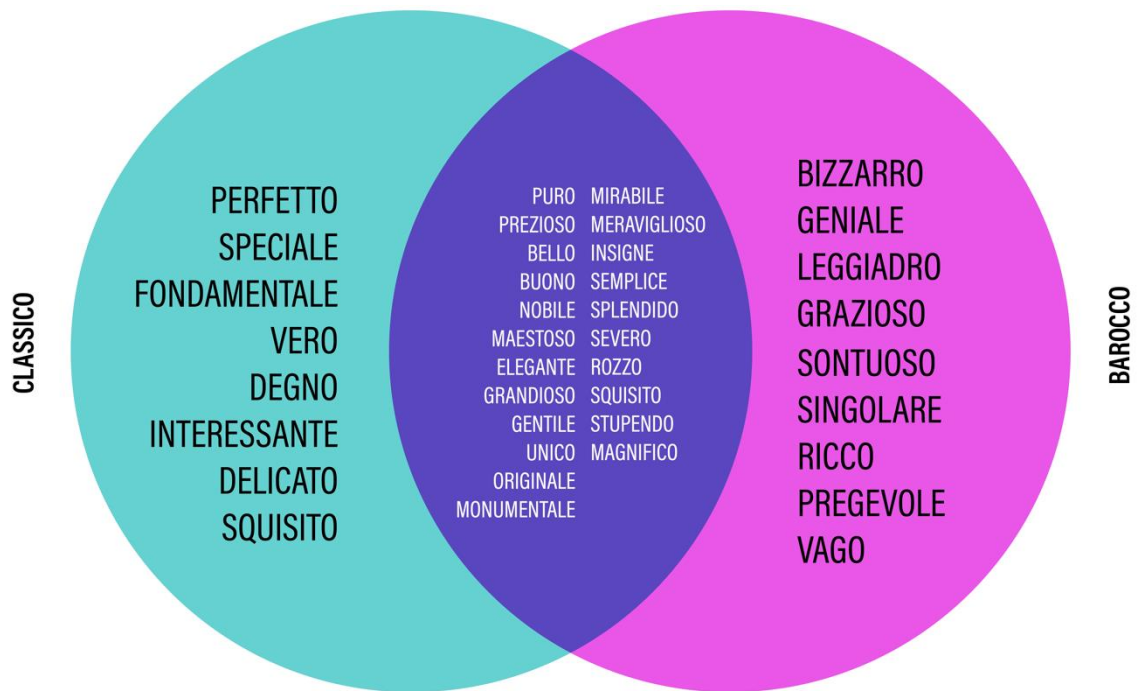 CLASSICO
PERFETTO
SPECIALE
FONDAMENTALE
VERO
DEGNO
INTERESSANTE
DELICATO
SQUISITO
PURO MIRABILE
PREZIOSO MERAVIGLIOSO
BELLO INSIGNE
BUONO SEMPLICE
NOBILE SPLENDIDO
MAESTOSO SEVERO
ELEGANTE ROZZO
GRANDIOSO SQUISITO
GENTILE STUPENDO
UNICO MAGNIFICO
ORIGINALE
MONUMENTALE
BIZZARRO
GENIALE
LEGGIADRO
GRAZIOSO
SONTUOSO
SINGOLARE
RICCO
PREGEVOLE
VAGO
BAROCCO